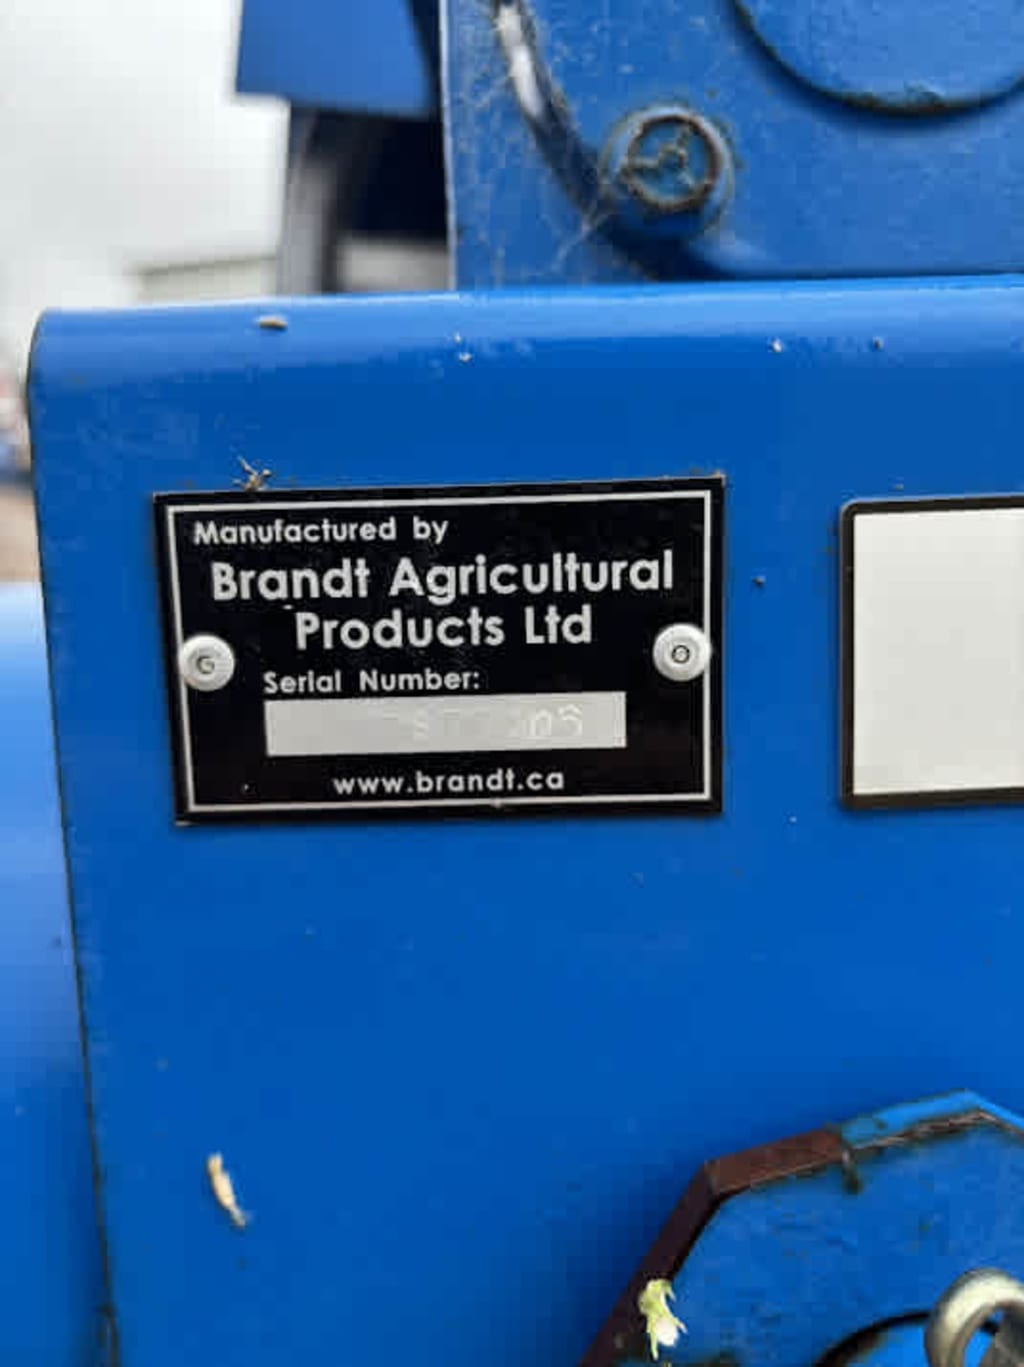 Manufactured by
Brandt Agricultural
Products Ltd
Serial Number:
www.brandt.ca